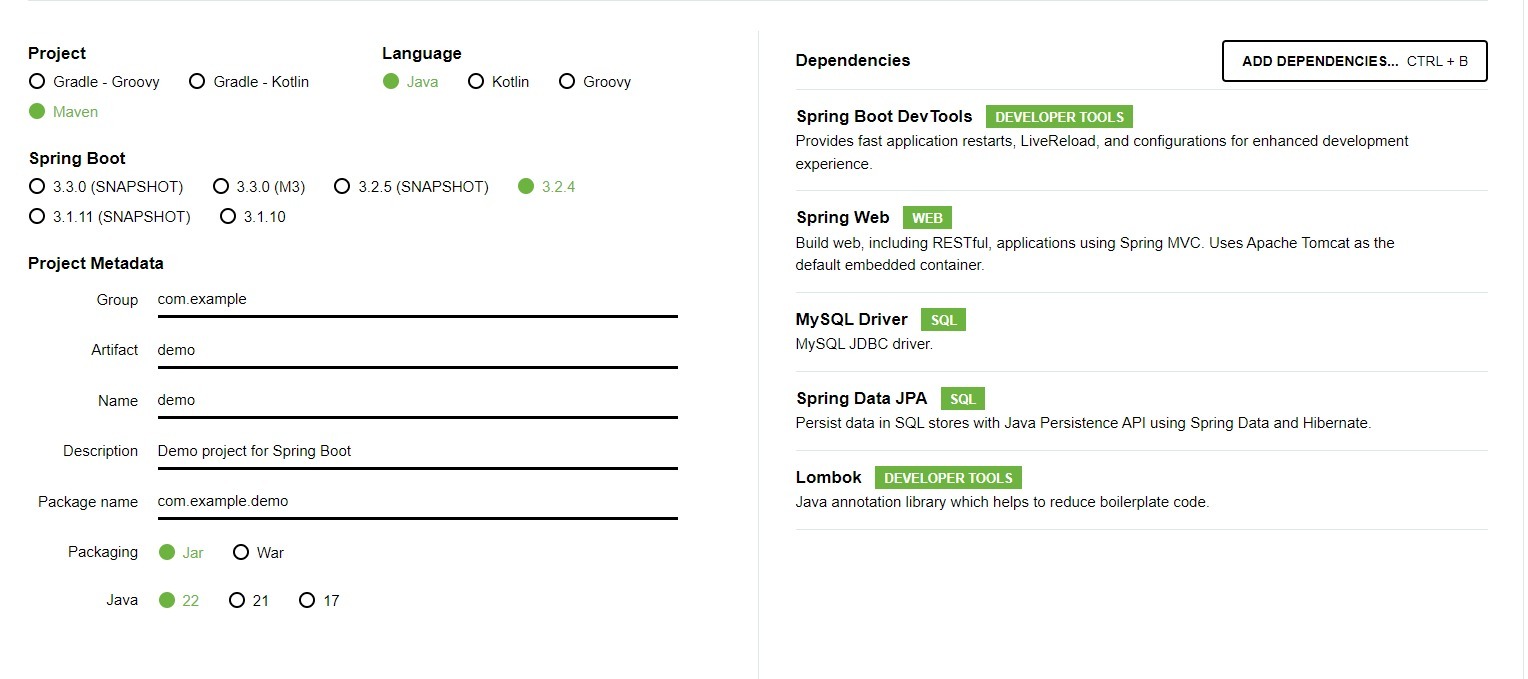 Project
Gradle - Groovy Gradle - Kotlin
Maven
Language
Java Kotlin Groovy
Spring Boot
3.3.0 (SNAPSHOT) 3.3.0 (M3) 3.2.5 (SNAPSHOT) 3.2.4
3.1.11 (SNAPSHOT) 3.1.10
Project Metadata
Group com.example
Artifact demo
Name demo
Description Demo project for Spring Boot
Package name com.example.demo
Packaging Jar War
Java 22 21 17
Dependencies ADD DEPENDENCIES... CTRL + B
Spring Boot DevTools DEVELOPER TOOLS
Provides fast application restarts, LiveReload, and configurations for enhanced development
experience.
Spring Web WEB
Build web, including RESTful, applications using Spring MVC. Uses Apache Tomcat as the
default embedded container.
MySQL Driver SQL
MySQL JDBC driver.
Spring Data JPA SQL
Persist data in SQL stores with Java Persistence API using Spring Data and Hibernate.
Lombok DEVELOPER TOOLS
Java annotation library which helps to reduce boilerplate code.